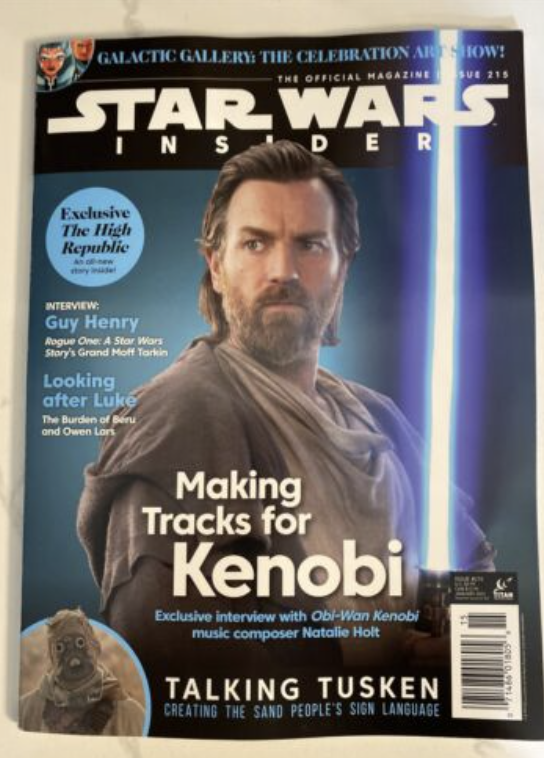 GALACTIC GALLERY: THE CELEBRATION ART SHOW!
THE OFFICIAL MAGAZINE ISSUE 215
STAR WARS
INSIDER
Exclusive
The High
Republic
An all-new
story inside!
INTERVIEW:
Guy Henry
Rogue One: A Star Wars
Story's Grand Moff Tarkin
Looking
after Luke
The Burden of Beru
and Owen Lars
Making
Tracks for
Kenobi
Exclusive interview with Obi-Wan Kenobi
music composer Natalie Holt
TALKING TUSKEN
CREATING THE SAND PEOPLE'S SIGN LANGUAGE
TITAN
15